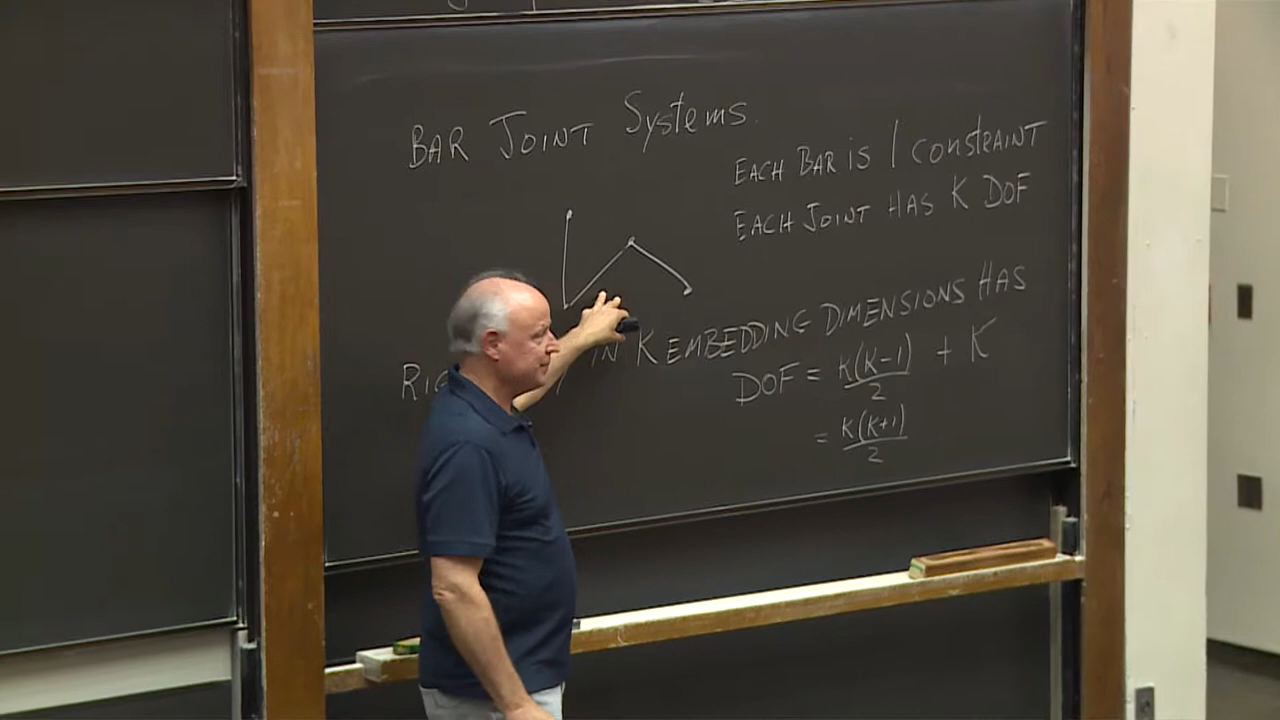 BAR JOINT Systems.
EACH BAR IS 1 CONSTRAINT
EACH JOINT HAS K DOF
IN K EMBEDDING DIMENSIONS HAS
DOF = K(K-1)/2 + K
= K(K+1)/2